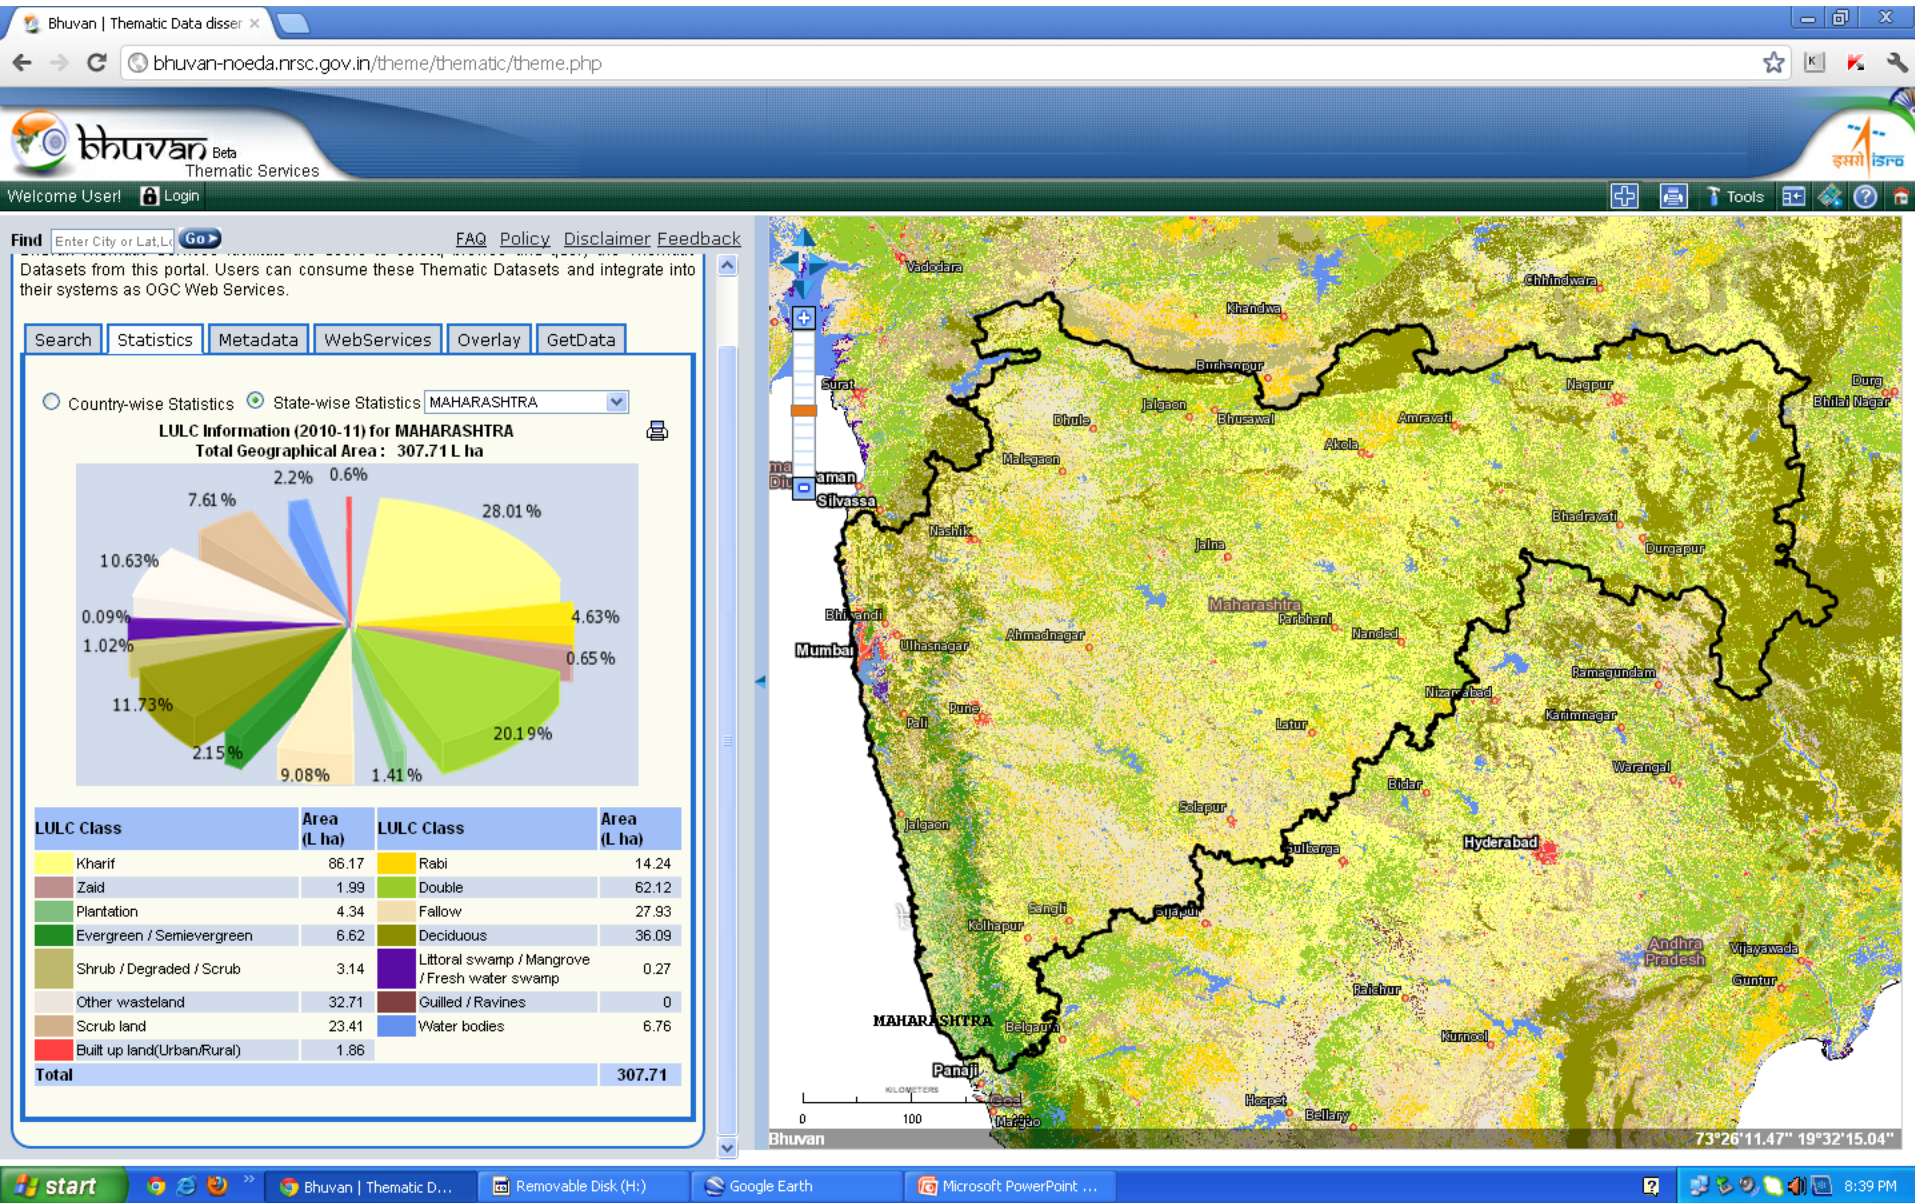 Bhuvan | Thematic Data disser
bhuvan-noeda.nrsc.gov.in/theme/thematic/theme.php
bhuvan Beta
Thematic Services
इसरो isro
Welcome User! Login
Tools
Find Enter City or Lat,Lo Go
FAQ Policy Disclaimer Feedback
Datasets from this portal. Users can consume these Thematic Datasets and integrate into
their systems as OGC Web Services.
Search Statistics Metadata WebServices Overlay GetData
Country-wise Statistics State-wise Statistics MAHARASHTRA
LULC Information (2010-11) for MAHARASHTRA
Total Geographical Area : 307.71 L ha
2.2% 0.6%
7.61% 28.01%
10.63%
0.09% 4.63%
1.02% 0.65%
11.73%
20.19%
2.15%
9.08% 1.41%
LULC Class Area (L ha) LULC Class Area (L ha)
Kharif 86.17 Rabi 14.24
Zaid 1.99 Double 62.12
Plantation 4.34 Fallow 27.93
Evergreen / Semievergreen 6.62 Deciduous 36.09
Shrub / Degraded / Scrub 3.14 Littoral swamp / Mangrove / Fresh water swamp 0.27
Other wasteland 32.71 Guilled / Ravines 0
Scrub land 23.41 Water bodies 6.76
Built up land(Urban/Rural) 1.86
Total 307.71
Vadodara
Khandwa
Chhindwara
Burhanpur
Surat
Nagpur
Durg
Bhilai Nagar
Dhule
Jalgaon
Bhusawal
Amravati
Akola
Malegaon
Silvassa
Nashik
Jalna
Bhadravati
Durgapur
Bhiwandi
Maharashtra
Parbhani
Nanded
Mumbai
Ulhasnagar
Ahmadnagar
Ramagundam
Nizamabad
Karimnagar
Pali
Pune
Latur
Warangal
Bidar
Solapur
Jalgaon
Gulbarga
Hyderabad
Sangli
Bijapur
Kolhapur
Andhra
Pradesh
Vijayawada
Guntur
Raichur
MAHARASHTRA
Belgaum
Kurnool
Panaji
KILOMETERS
Goa
0 100
Margao
Hospet
Bellary
Bhuvan
73°26'11.47" 19°32'15.04"
start
Bhuvan | Thematic D...
Removable Disk (H:)
Google Earth
Microsoft PowerPoint ...
8:39 PM